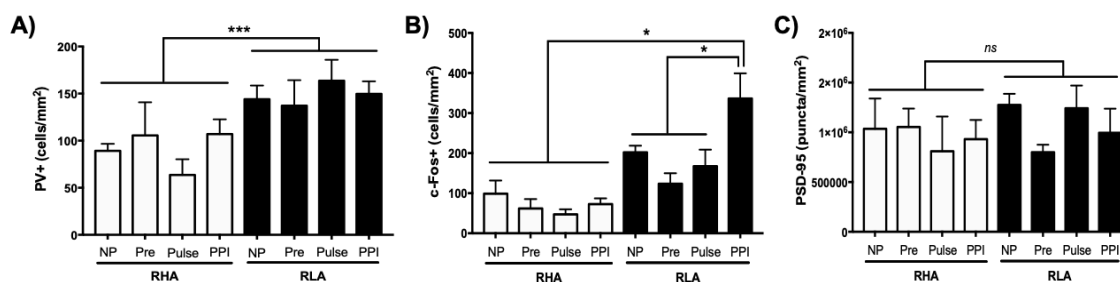 A)
***
PV+ (cells/mm²)
200
150
100
50
0
NP Pre Pulse PPI NP Pre Pulse PPI
RHA RLA
B)
*
*
c-Fos+ (cells/mm²)
500
400
300
200
100
0
NP Pre Pulse PPI NP Pre Pulse PPI
RHA RLA
C)
ns
PSD-95 (puncta/mm²)
2×10⁶
2×10⁶
1×10⁶
500000
0
NP Pre Pulse PPI NP Pre Pulse PPI
RHA RLA